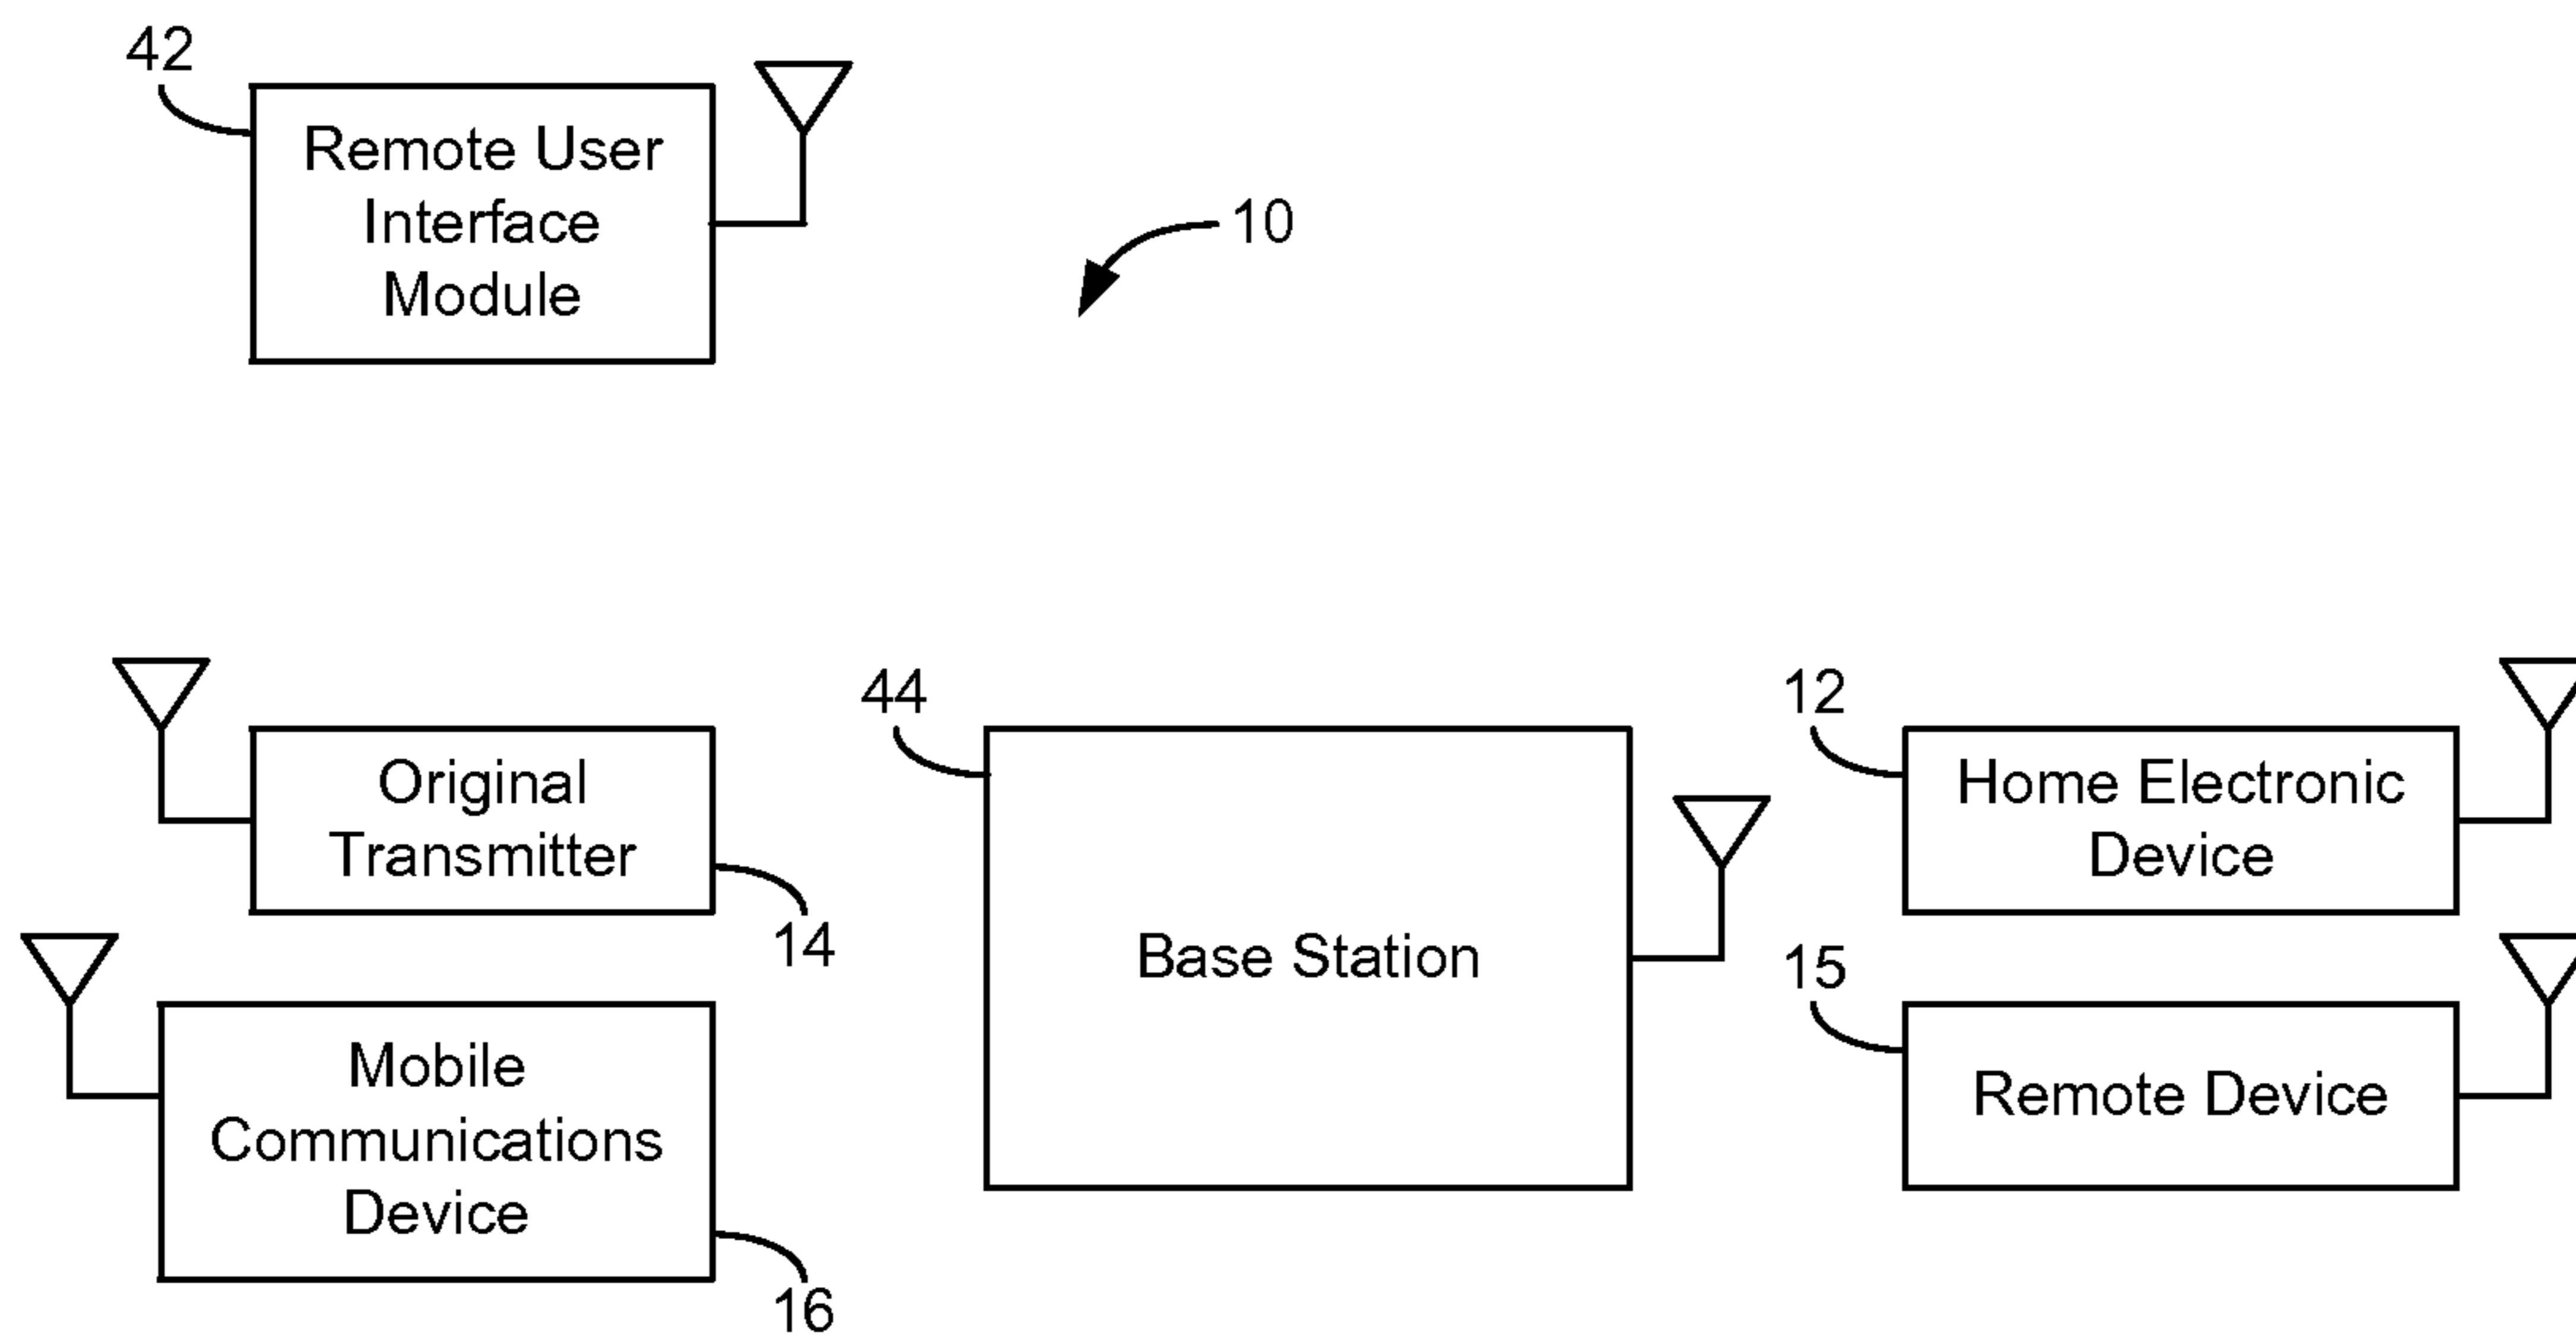 42
Remote User
Interface
Module
10
Original
Transmitter
14
44
Base Station
12
Home Electronic
Device
15
Remote Device
Mobile
Communications
Device
16